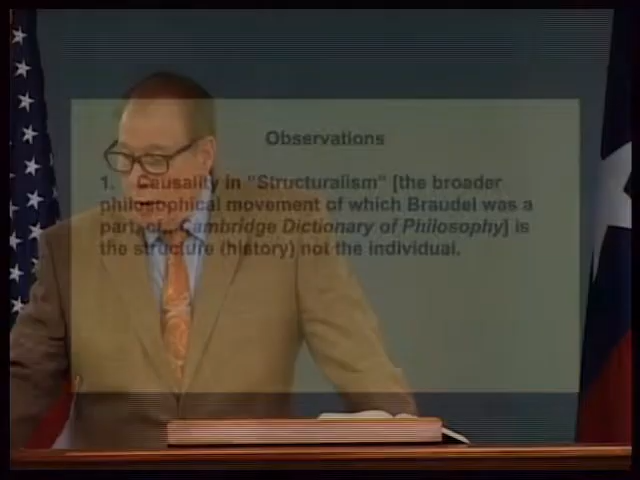 Observations
1. Causality in "Structuralism" [the broader
philosophical movement of which Braudel was a
part, cf., Cambridge Dictionary of Philosophy] is
the structure (history) not the individual.